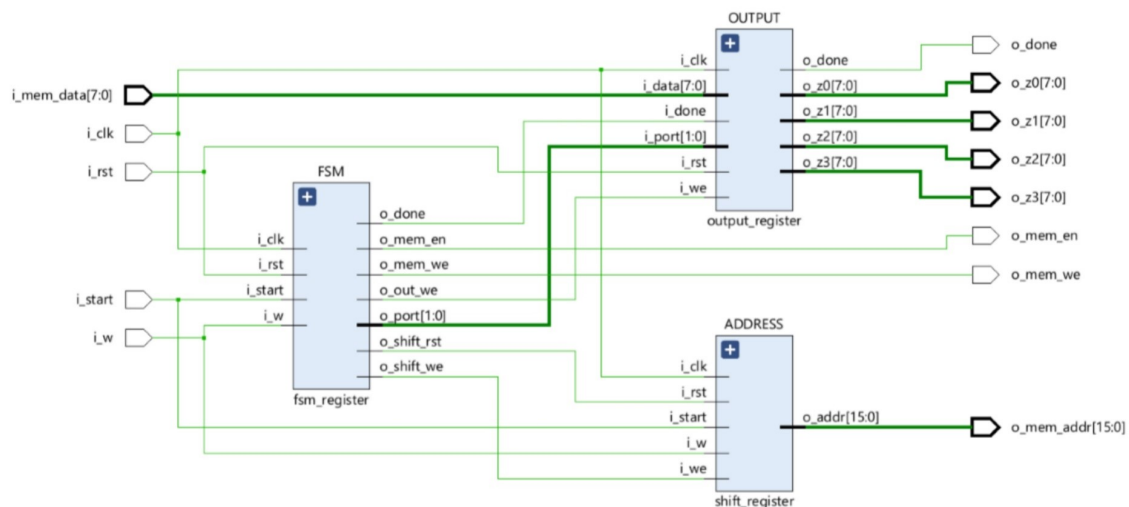 i_mem_data[7:0]
i_clk
i_rst
i_start
i_w
FSM
i_clk
i_rst
i_start
i_w
o_done
o_mem_en
o_mem_we
o_out_we
o_port[1:0]
o_shift_rst
o_shift_we
fsm_register
OUTPUT
i_clk
i_data[7:0]
i_done
i_port[1:0]
i_rst
i_we
o_done
o_z0[7:0]
o_z1[7:0]
o_z2[7:0]
o_z3[7:0]
output_register
ADDRESS
i_clk
i_rst
i_start
i_w
i_we
o_addr[15:0]
shift_register
o_done
o_z0[7:0]
o_z1[7:0]
o_z2[7:0]
o_z3[7:0]
o_mem_en
o_mem_we
o_mem_addr[15:0]